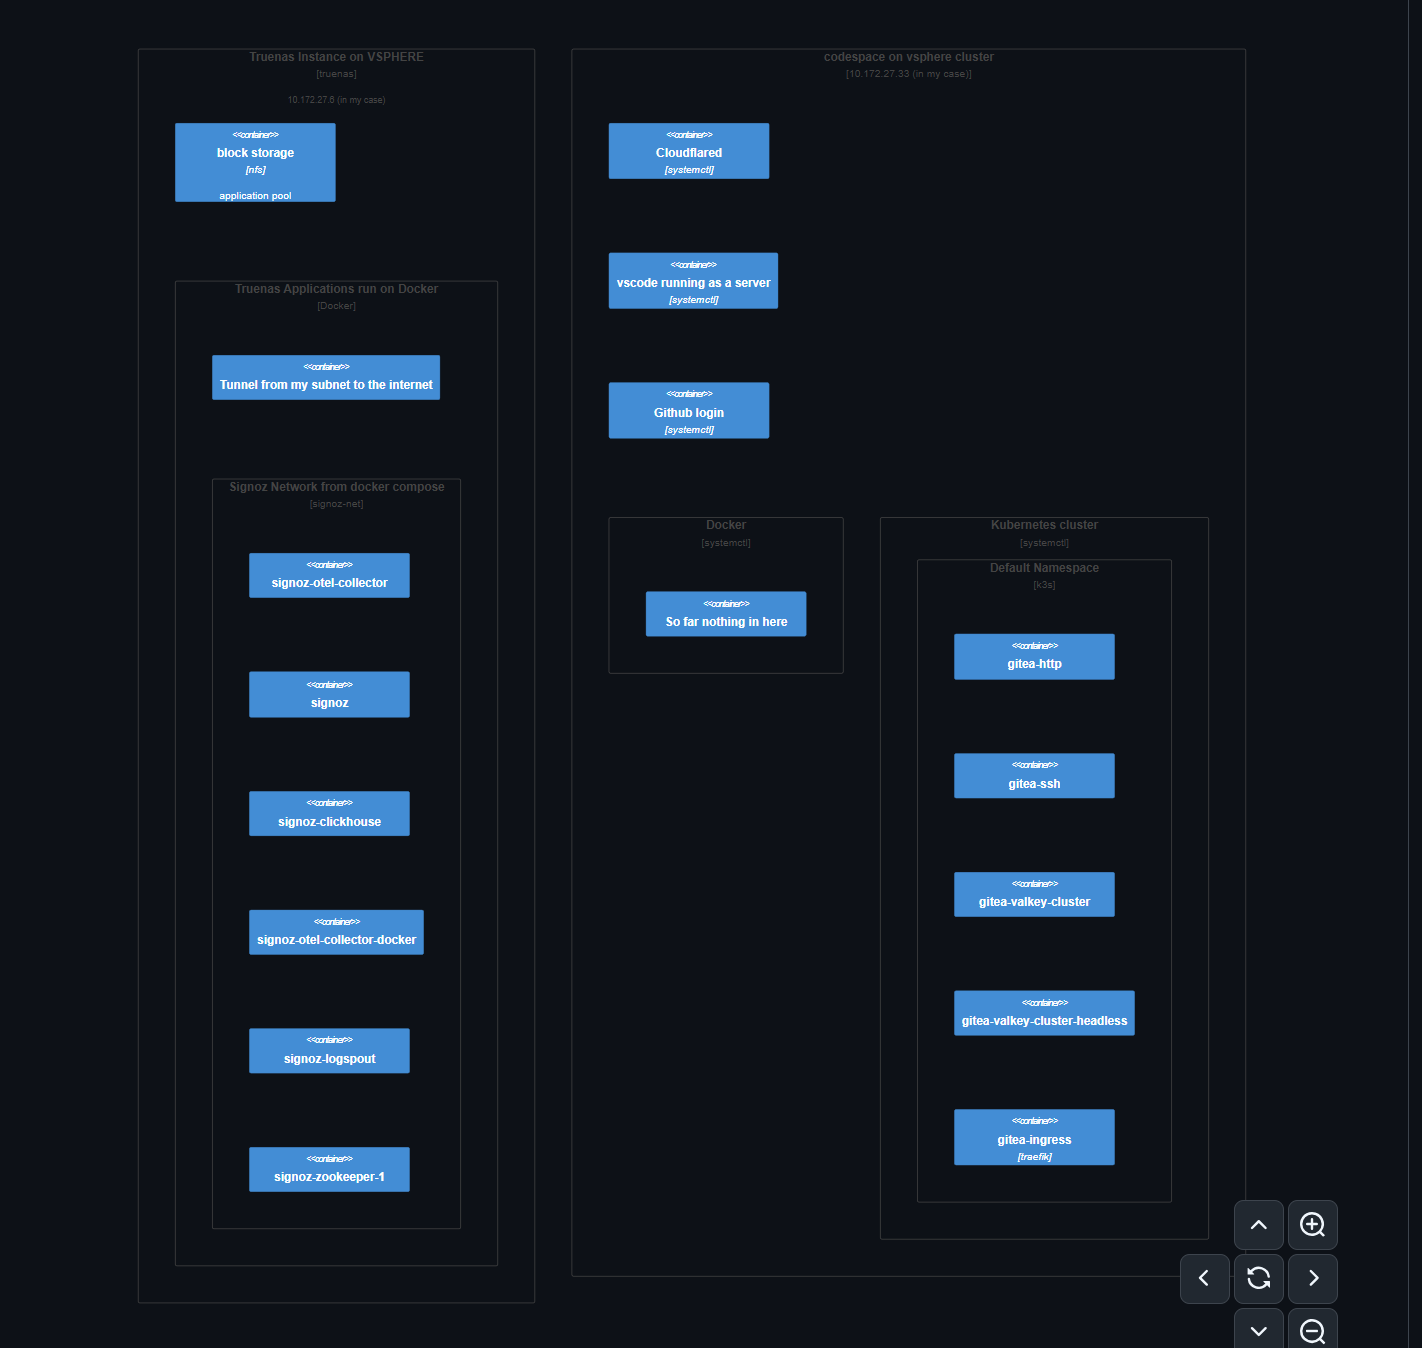 Truenas Instance on VSPHERE
[truenas]
10.172.27.6 (in my case)
<<container>>
block storage
[nfs]
application pool
Truenas Applications run on Docker
[Docker]
<<container>>
Tunnel from my subnet to the internet
Signoz Network from docker compose
[signoz-net]
<<container>>
signoz-otel-collector
<<container>>
signoz
<<container>>
signoz-clickhouse
<<container>>
signoz-otel-collector-docker
<<container>>
signoz-logspout
<<container>>
signoz-zookeeper-1
codespace on vsphere cluster
[10.172.27.33 (in my case)]
<<container>>
Cloudflared
[systemctl]
<<container>>
vscode running as a server
[systemctl]
<<container>>
Github login
[systemctl]
Docker
[systemctl]
<<container>>
So far nothing in here
Kubernetes cluster
[systemctl]
Default Namespace
[k3s]
<<container>>
gitea-http
<<container>>
gitea-ssh
<<container>>
gitea-valkey-cluster
<<container>>
gitea-valkey-cluster-headless
<<container>>
gitea-ingress
[traefik]